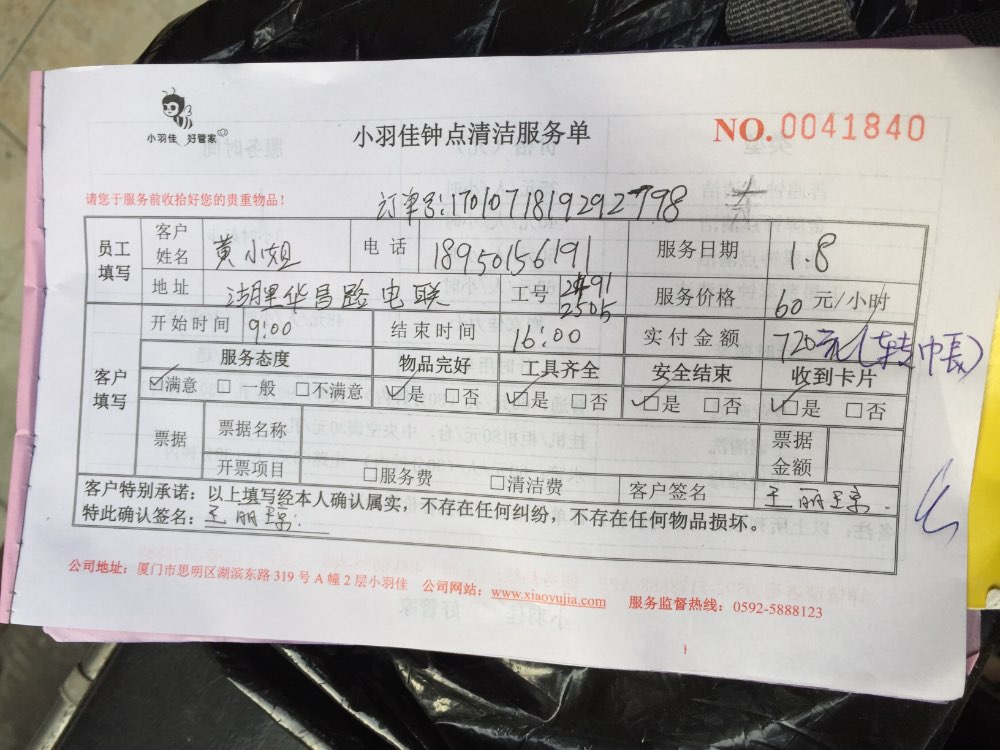 小羽佳 好管家
小羽佳钟点清洁服务单
NO. 0041840
请您于服务前收拾好您的贵重物品！
订单号:17010718192927798
员工填写 客户姓名 黄小姐 电话 18950156191 服务日期 1.8
地址 湖里华昌路电联 工号 2491 2505 服务价格 60元/小时
开始时间 9:00 结束时间 16:00 实付金额 720元(转帐)
客户填写 服务态度 物品完好 工具齐全 安全结束 收到卡片
☑满意 □一般 □不满意 ☑是 □否 ☑是 □否 ☑是 □否 ☑是 □否
票据 票据名称 票据金额
开票项目 □服务费 □清洁费 客户签名 王丽琼
客户特别承诺：以上填写经本人确认属实，不存在任何纠纷，不存在任何物品损坏。
特此确认签名：王丽琼.
公司地址：厦门市思明区湖滨东路 319 号 A 幢 2 层小羽佳 公司网站：www.xiaoyujia.com 服务监督热线：0592-5888123